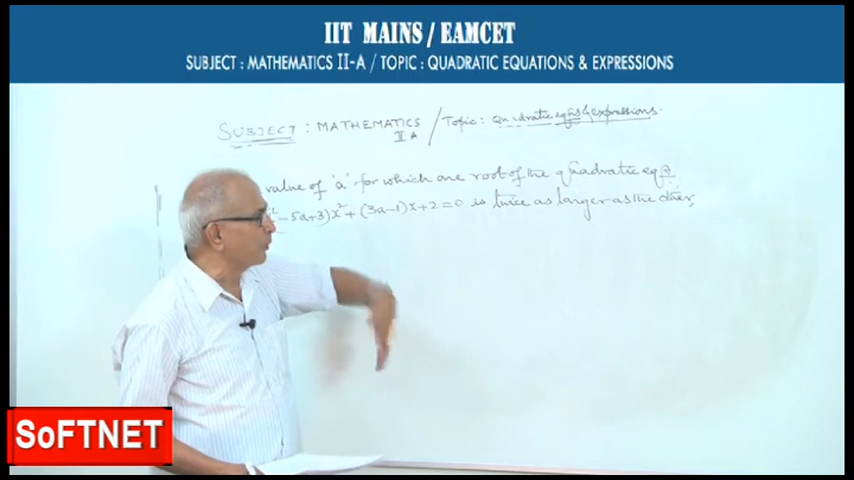 IIT MAINS / EAMCET
SUBJECT : MATHEMATICS II-A / TOPIC : QUADRATIC EQUATIONS & EXPRESSIONS
SUBJECT : MATHEMATICS II A / Topic: Quadratic eqns & expressions.
value of 'a' for which one root of the quadratic eqn
² - 5a+3)x² + (3a-1)x+2=0 is twice as larger as the other,
SoFTNET